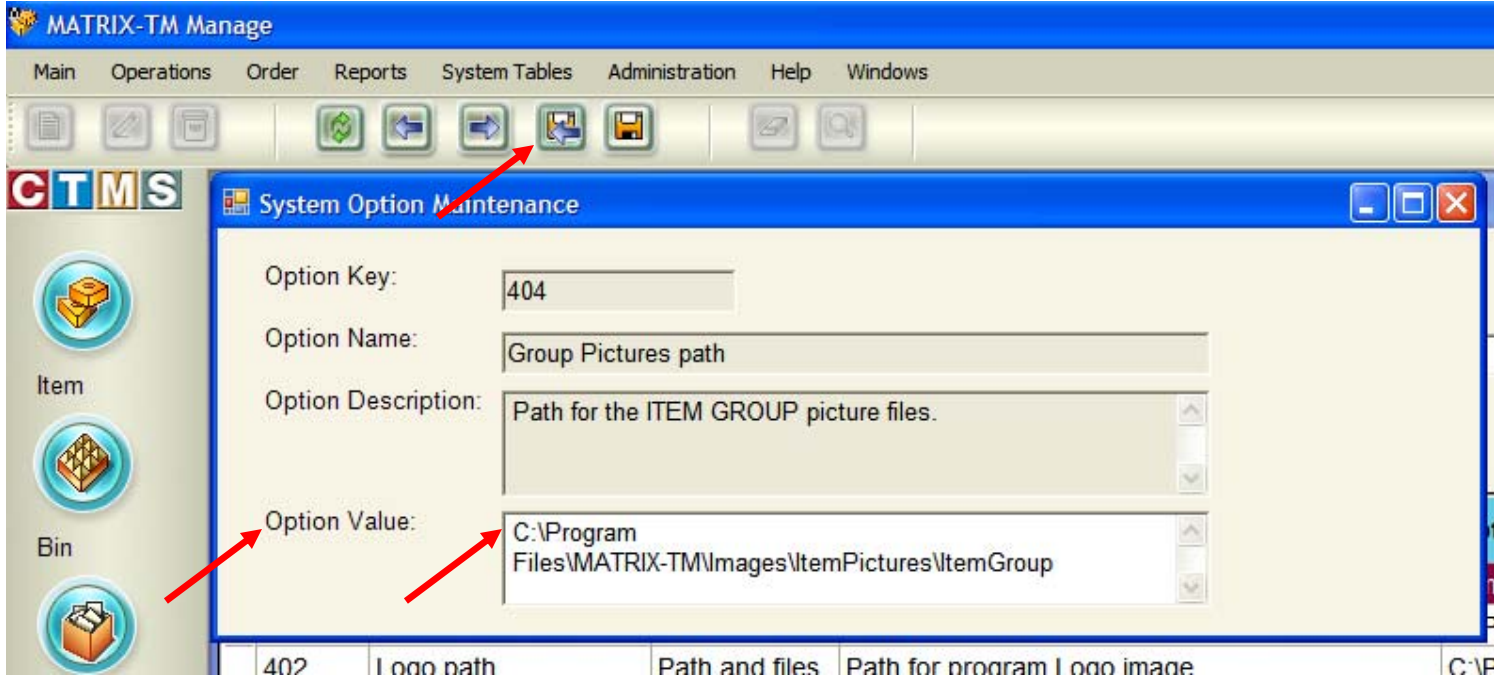 MATRIX-TM Manage
Main Operations Order Reports System Tables Administration Help Windows
CTMS
System Option Maintenance
Option Key:
404
Option Name:
Group Pictures path
Option Description:
Path for the ITEM GROUP picture files.
Option Value:
C:\Program
Files\MATRIX-TM\Images\ItemPictures\ItemGroup
Item
Bin
402 Logo path Path and files Path for program Logo image